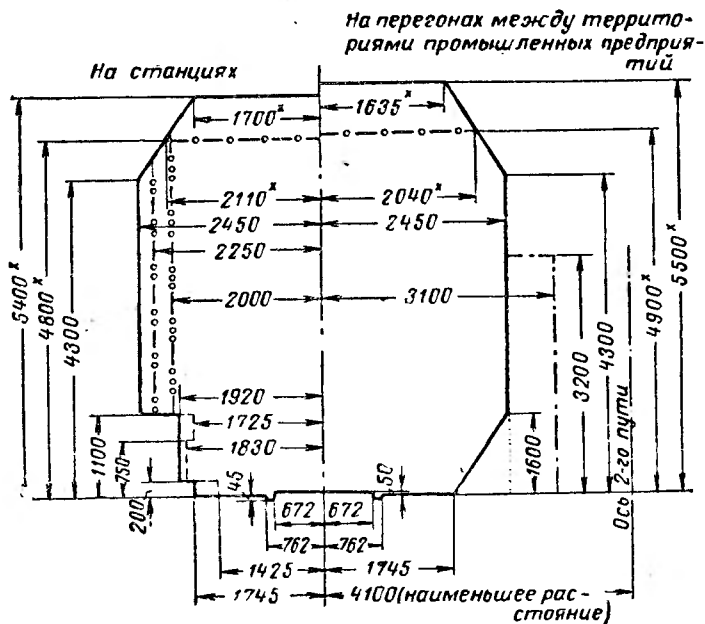 На перегонах между террито-
риями промышленных предприя-
тий
На станциях
1700ˣ
1635ˣ
2110ˣ
2040ˣ
2450
2450
2250
2000
3100
5400ˣ
4800ˣ
4300
3200
4300
4900ˣ
5500ˣ
1920
1725
1830
1100
750
200
45
50
1600
Ось 2-го пути
672
672
762
762
1425
1745
1745
4100(наименьшее рас-
стояние)